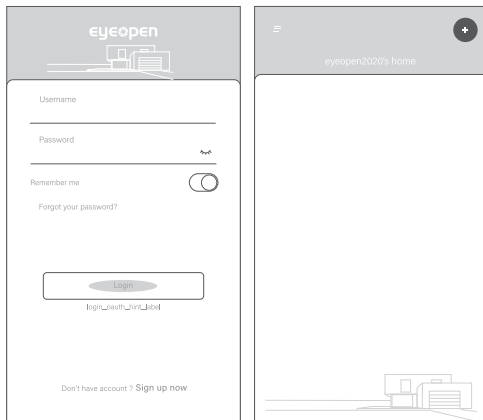 eyeopen
Username
Password
Remember me
Forgot your password?
Login
login_oauth_hint_label
Don't have account ? Sign up now
eyeopen2020's home